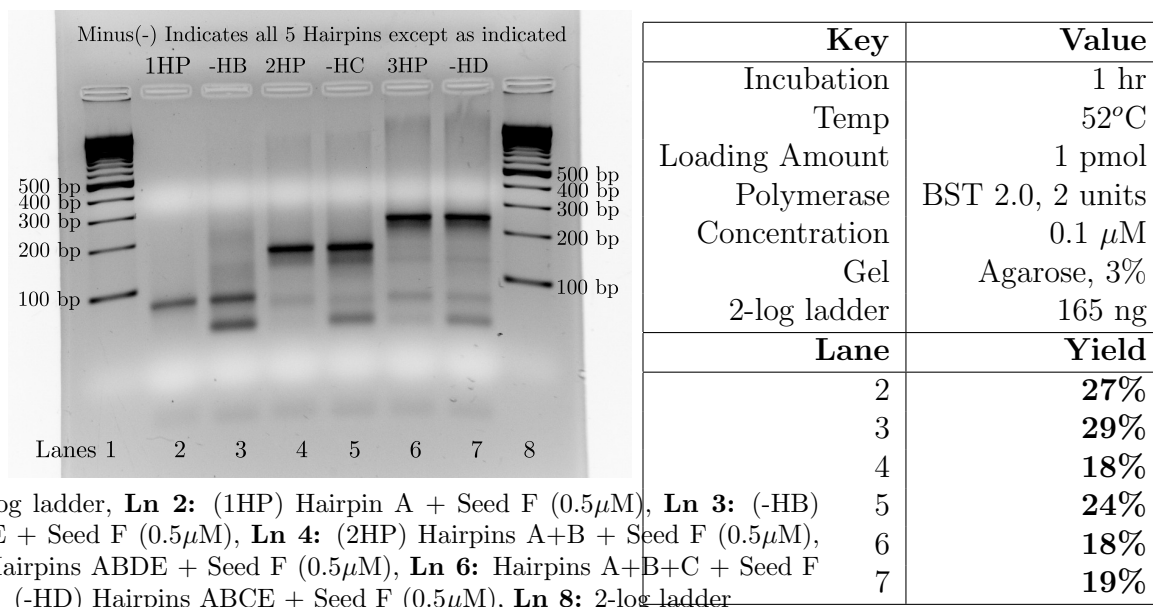 Minus(-) Indicates all 5 Hairpins except as indicated
1HP -HB 2HP -HC 3HP -HD
500 bp
400 bp
300 bp
200 bp
100 bp
500 bp
400 bp
300 bp
200 bp
100 bp
Lanes 1 2 3 4 5 6 7 8
log ladder, Ln 2: (1HP) Hairpin A + Seed F (0.5μM), Ln 3: (-HB)
E + Seed F (0.5μM), Ln 4: (2HP) Hairpins A+B + Seed F (0.5μM),
Hairpins ABDE + Seed F (0.5μM), Ln 6: Hairpins A+B+C + Seed F
(-HD) Hairpins ABCE + Seed F (0.5μM), Ln 8: 2-log ladder
Key Value
Incubation 1 hr
Temp 52°C
Loading Amount 1 pmol
Polymerase BST 2.0, 2 units
Concentration 0.1 μM
Gel Agarose, 3%
2-log ladder 165 ng
Lane Yield
2 27%
3 29%
4 18%
5 24%
6 18%
7 19%